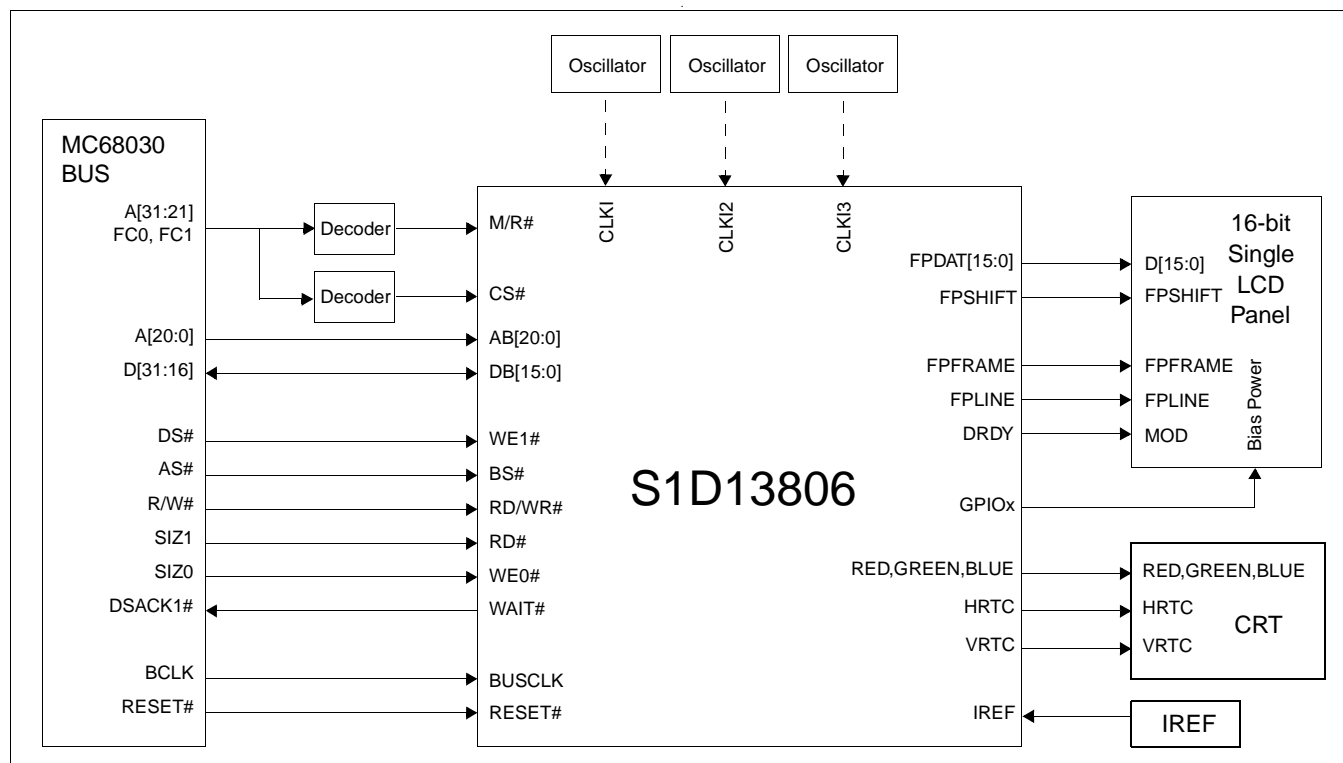 Oscillator
Oscillator
Oscillator
MC68030
BUS
A[31:21]
FC0, FC1
Decoder
Decoder
A[20:0]
D[31:16]
DS#
AS#
R/W#
SIZ1
SIZ0
DSACK1#
BCLK
RESET#
M/R#
CS#
AB[20:0]
DB[15:0]
WE1#
BS#
RD/WR#
RD#
WE0#
WAIT#
BUSCLK
RESET#
CLKI
CLKI2
CLKI3
S1D13806
FPDAT[15:0]
FPSHIFT
FPFRAME
FPLINE
DRDY
GPIOx
RED,GREEN,BLUE
HRTC
VRTC
IREF
16-bit
Single
LCD
Panel
D[15:0]
FPSHIFT
FPFRAME
FPLINE
MOD
Bias Power
RED,GREEN,BLUE
HRTC
VRTC
CRT
IREF